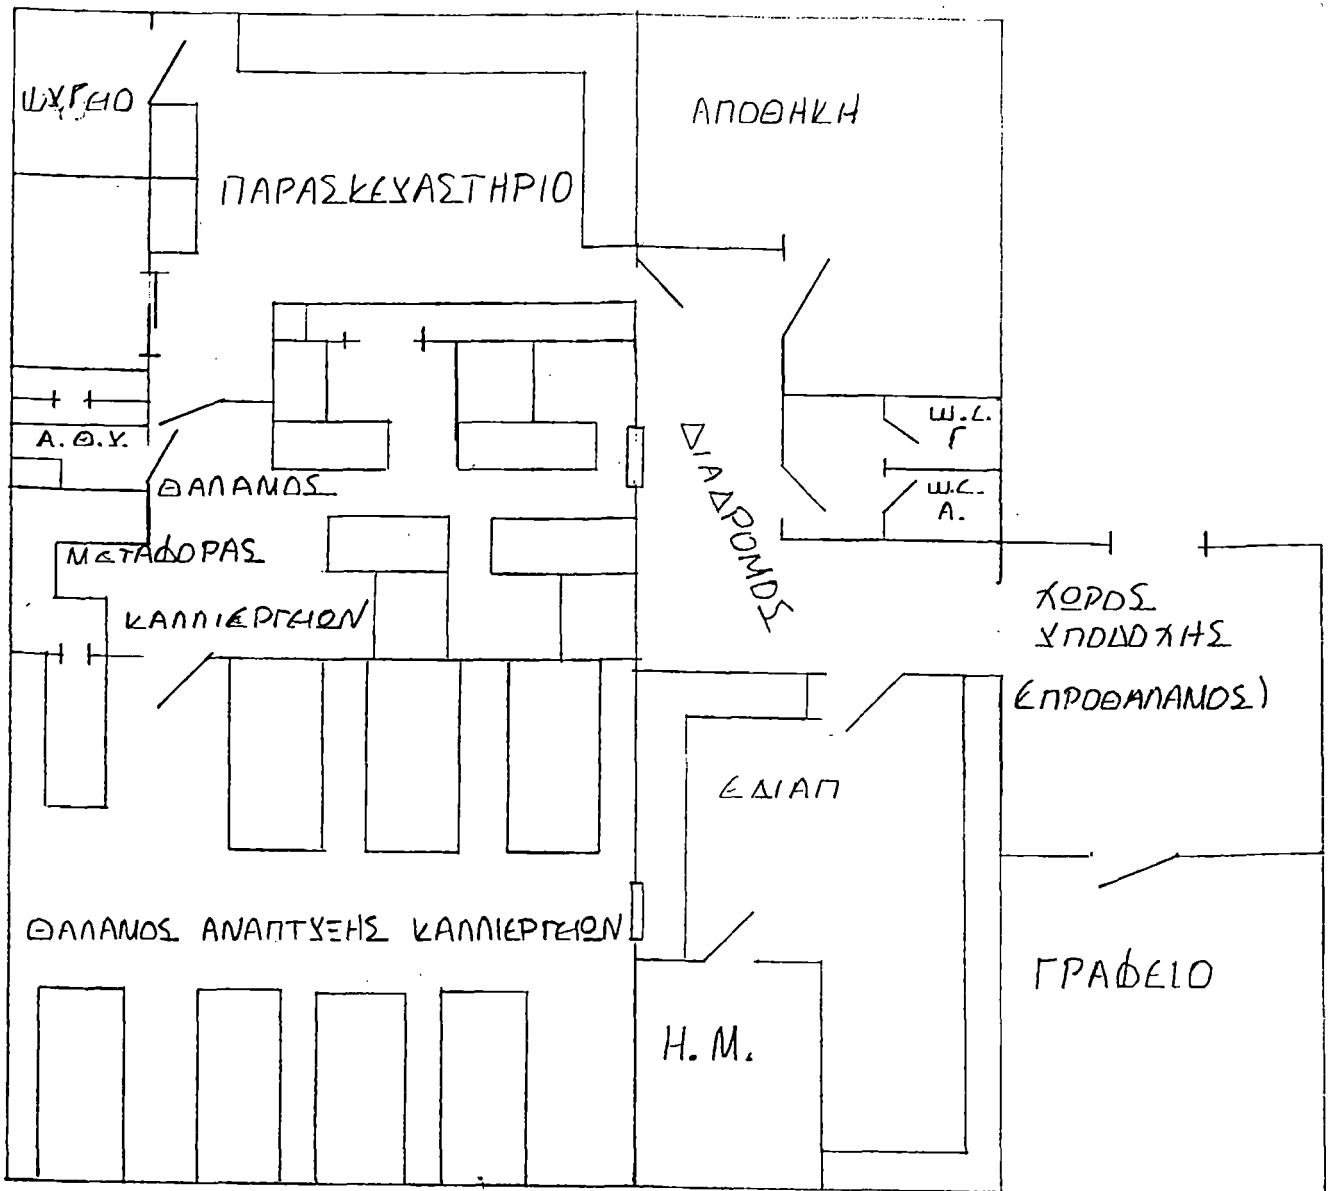 ΨΥΓΕΙΟ
ΑΠΟΘΗΚΗ
ΠΑΡΑΣΚΕΥΑΣΤΗΡΙΟ
W.C.
Γ
Α.Θ.Υ.
W.C.
Α.
ΔΙΑΔΡΟΜΟΣ
ΘΑΛΑΜΟΣ
ΜΕΤΑΦΟΡΑΣ
ΚΑΛΛΙΕΡΓΕΙΩΝ
ΧΩΡΟΣ
ΥΠΟΔΟΧΗΣ
(ΠΡΟΘΑΛΑΜΟΣ)
ΕΔΙΑΠ
ΘΑΛΑΜΟΣ ΑΝΑΠΤΥΞΗΣ ΚΑΛΛΙΕΡΓΕΙΩΝ
ΓΡΑΦΕΙΟ
Η.Μ.